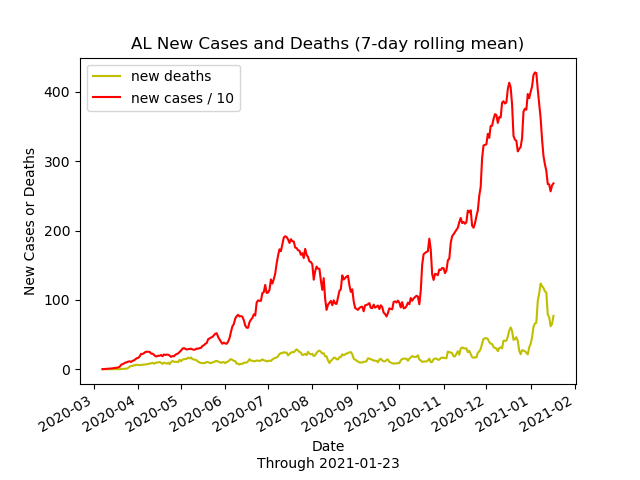 AL New Cases and Deaths (7-day rolling mean)
new deaths
new cases / 10
New Cases or Deaths
400
300
200
100
0
2020-03
2020-04
2020-05
2020-06
2020-07
2020-08
2020-09
2020-10
2020-11
2020-12
2021-01
2021-02
Date
Through 2021-01-23